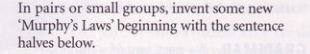 In pairs or small groups, invent some new
‘Murphy’s Laws’ beginning with the sentence
halves below.